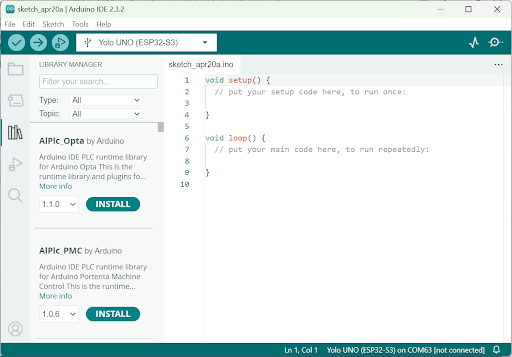 sketch_apr20a | Arduino IDE 2.3.2
File Edit Sketch Tools Help
Yolo UNO (ESP32-S3)
LIBRARY MANAGER
Filter your search...
Type: All
Topic: All
AlPlc_Opta by Arduino
Arduino IDE PLC runtime library
for Arduino Opta This is the
runtime library and plugins fo...
More info
1.1.0 INSTALL
AlPlc_PMC by Arduino
Arduino IDE PLC runtime library
for Arduino Portenta Machine
Control This is the runtime...
More info
1.0.6 INSTALL
sketch_apr20a.ino
1 void setup() {
2 // put your setup code here, to run once:
3
4 }
5
6 void loop() {
7 // put your main code here, to run repeatedly:
8
9 }
10
Ln 1, Col 1 Yolo UNO (ESP32-S3) on COM63 [not connected]